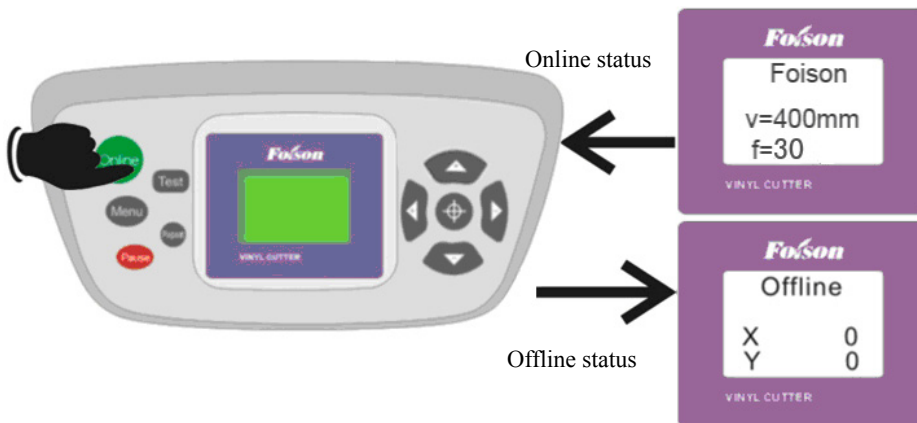 Online status
Foison
Online
Test
Menu
Repeat
Pause
VINYL CUTTER
Offline status
Foison
Foison
v=400mm
f=30
VINYL CUTTER
Foison
Offline
X 0
Y 0
VINYL CUTTER